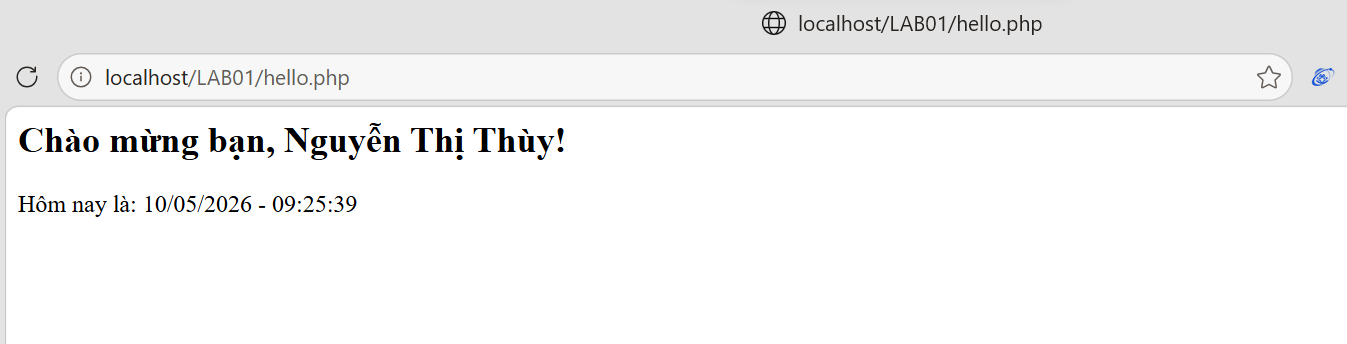 localhost/LAB01/hello.php
localhost/LAB01/hello.php
Chào mừng bạn, Nguyễn Thị Thùy!
Hôm nay là: 10/05/2026 - 09:25:39